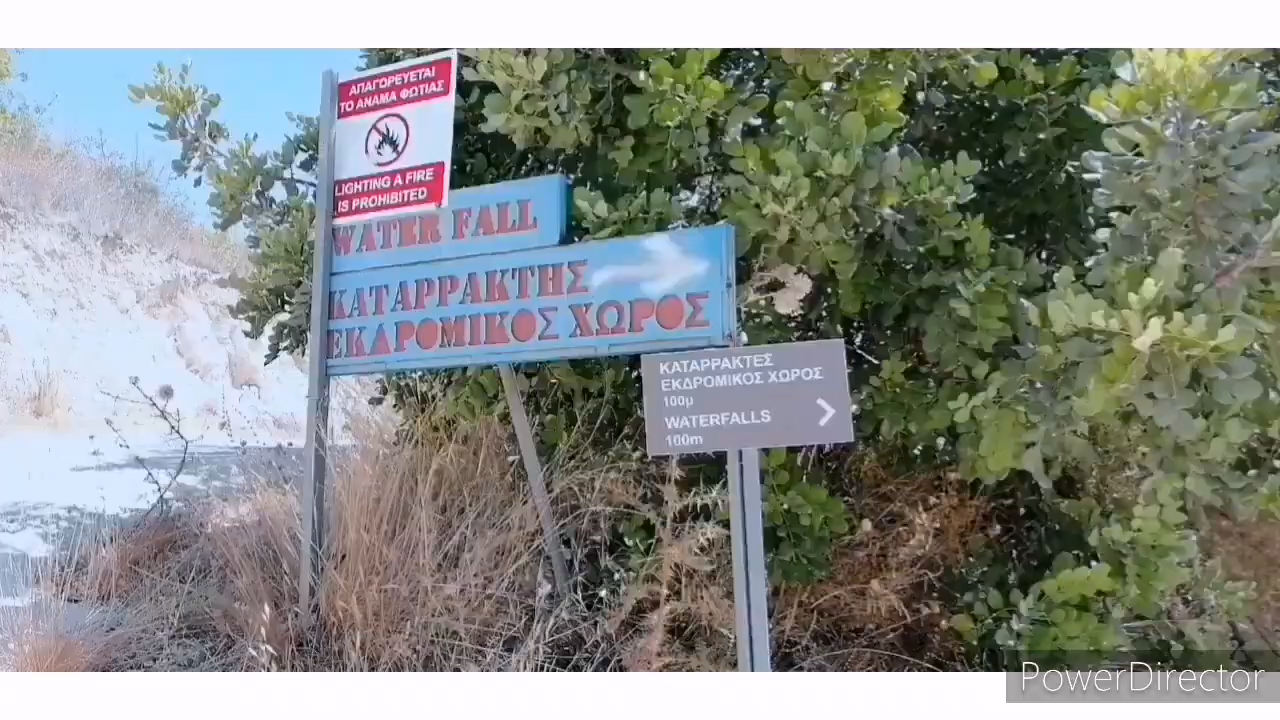 ΑΠΑΓΟΡΕΥΕΤΑΙ
ΤΟ ΑΝΑΜΑ ΦΩΤΙΑΣ
LIGHTING A FIRE
IS PROHIBITED
WATER FALL
ΚΑΤΑΡΡΑΚΤΗΣ
ΕΚΔΡΟΜΙΚΟΣ ΧΩΡΟΣ
ΚΑΤΑΡΡΑΚΤΕΣ
ΕΚΔΡΟΜΙΚΟΣ ΧΩΡΟΣ
100μ
WATERFALLS
100m
PowerDirector